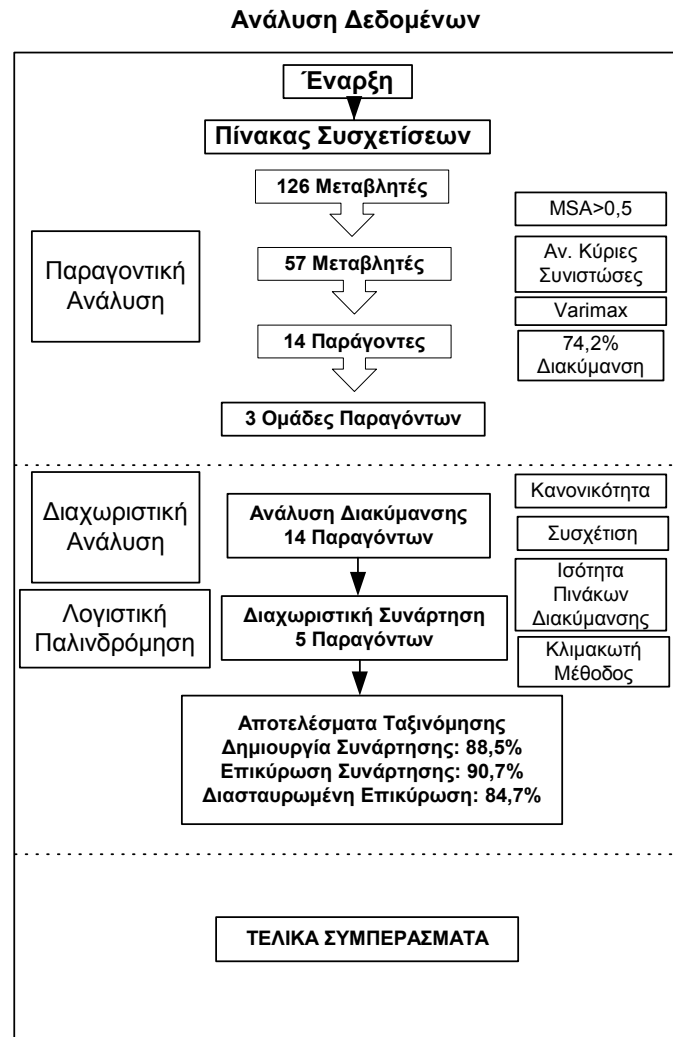 Ανάλυση Δεδομένων
Έναρξη
Πίνακας Συσχετίσεων
126 Μεταβλητές
57 Μεταβλητές
14 Παράγοντες
3 Ομάδες Παραγόντων
Παραγοντική
Ανάλυση
MSA>0,5
Αν. Κύριες
Συνιστώσες
Varimax
74,2%
Διακύμανση
Διαχωριστική
Ανάλυση
Λογιστική
Παλινδρόμηση
Ανάλυση Διακύμανσης
14 Παραγόντων
Διαχωριστική Συνάρτηση
5 Παραγόντων
Αποτελέσματα Ταξινόμησης
Δημιουργία Συνάρτησης: 88,5%
Επικύρωση Συνάρτησης: 90,7%
Διασταυρωμένη Επικύρωση: 84,7%
Κανονικότητα
Συσχέτιση
Ισότητα
Πινάκων
Διακύμανσης
Κλιμακωτή
Μέθοδος
ΤΕΛΙΚΑ ΣΥΜΠΕΡΑΣΜΑΤΑ